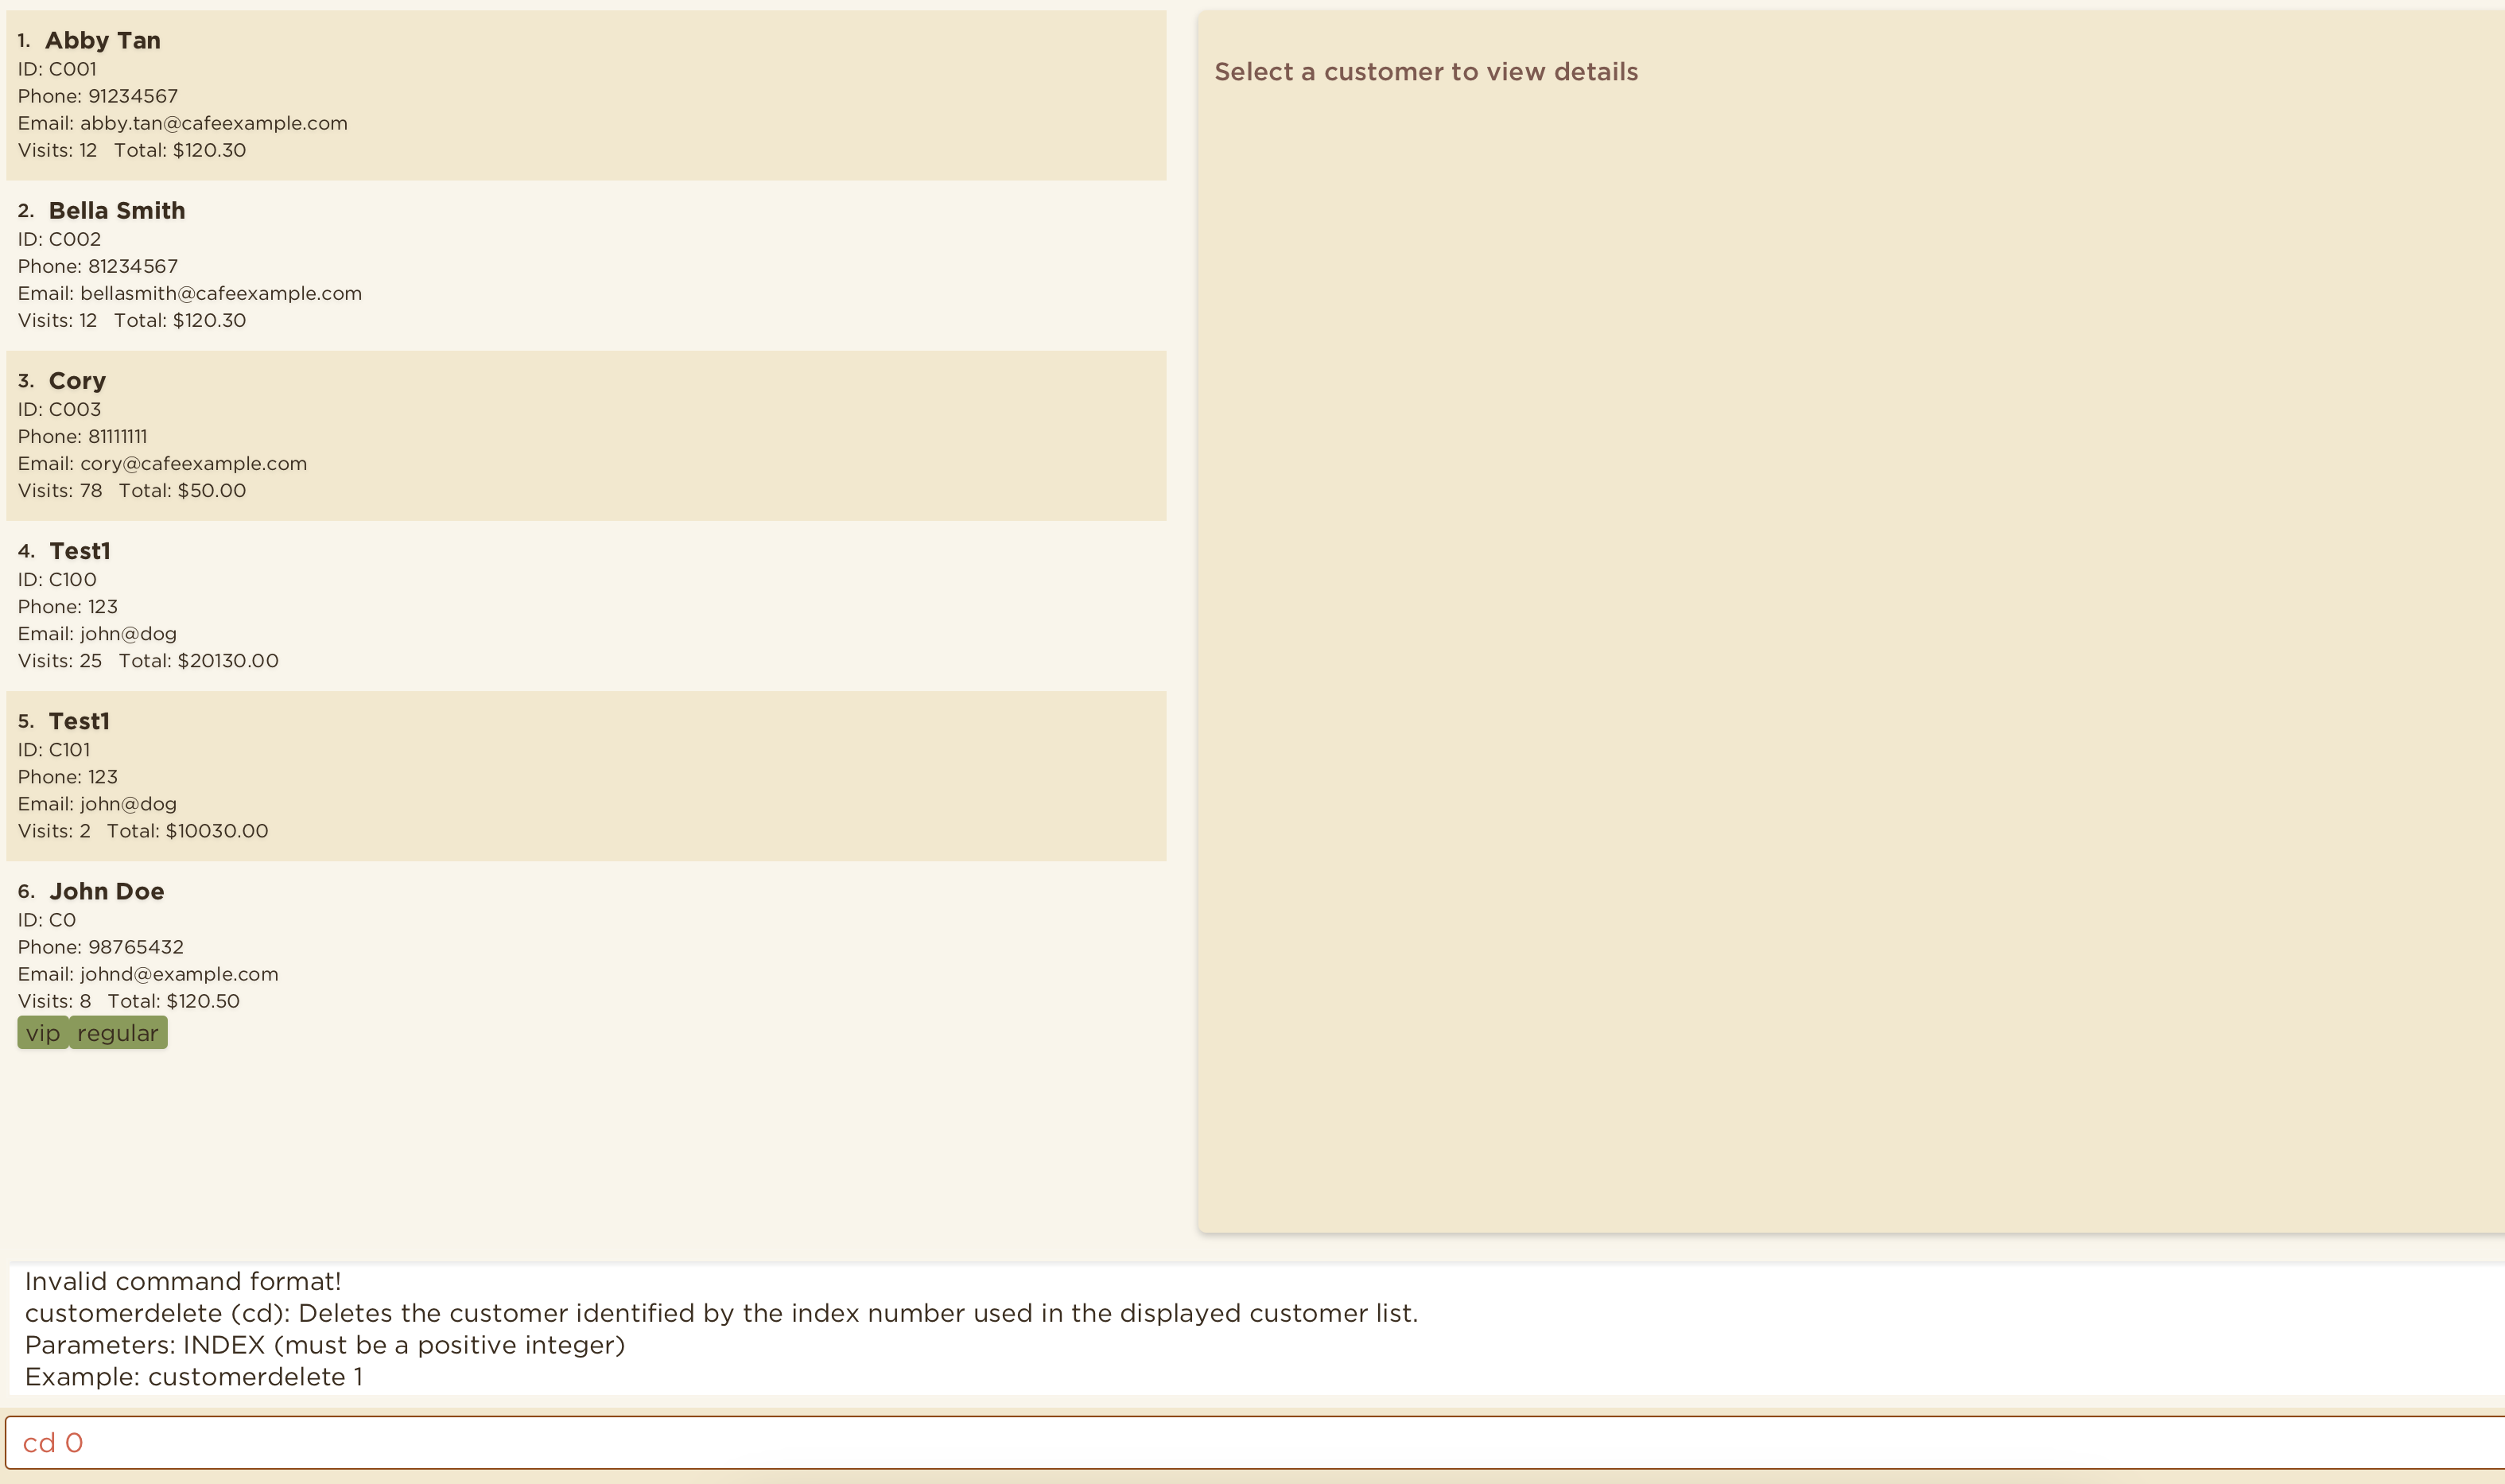 1. Abby Tan
ID: C001
Phone: 91234567
Email: abby.tan@cafeexample.com
Visits: 12 Total: $120.30
2. Bella Smith
ID: C002
Phone: 81234567
Email: bellasmith@cafeexample.com
Visits: 12 Total: $120.30
3. Cory
ID: C003
Phone: 81111111
Email: cory@cafeexample.com
Visits: 78 Total: $50.00
4. Test1
ID: C100
Phone: 123
Email: john@dog
Visits: 25 Total: $20130.00
5. Test1
ID: C101
Phone: 123
Email: john@dog
Visits: 2 Total: $10030.00
6. John Doe
ID: C0
Phone: 98765432
Email: johnd@example.com
Visits: 8 Total: $120.50
vip regular
Select a customer to view details
Invalid command format!
customerdelete (cd): Deletes the customer identified by the index number used in the displayed customer list.
Parameters: INDEX (must be a positive integer)
Example: customerdelete 1
cd 0